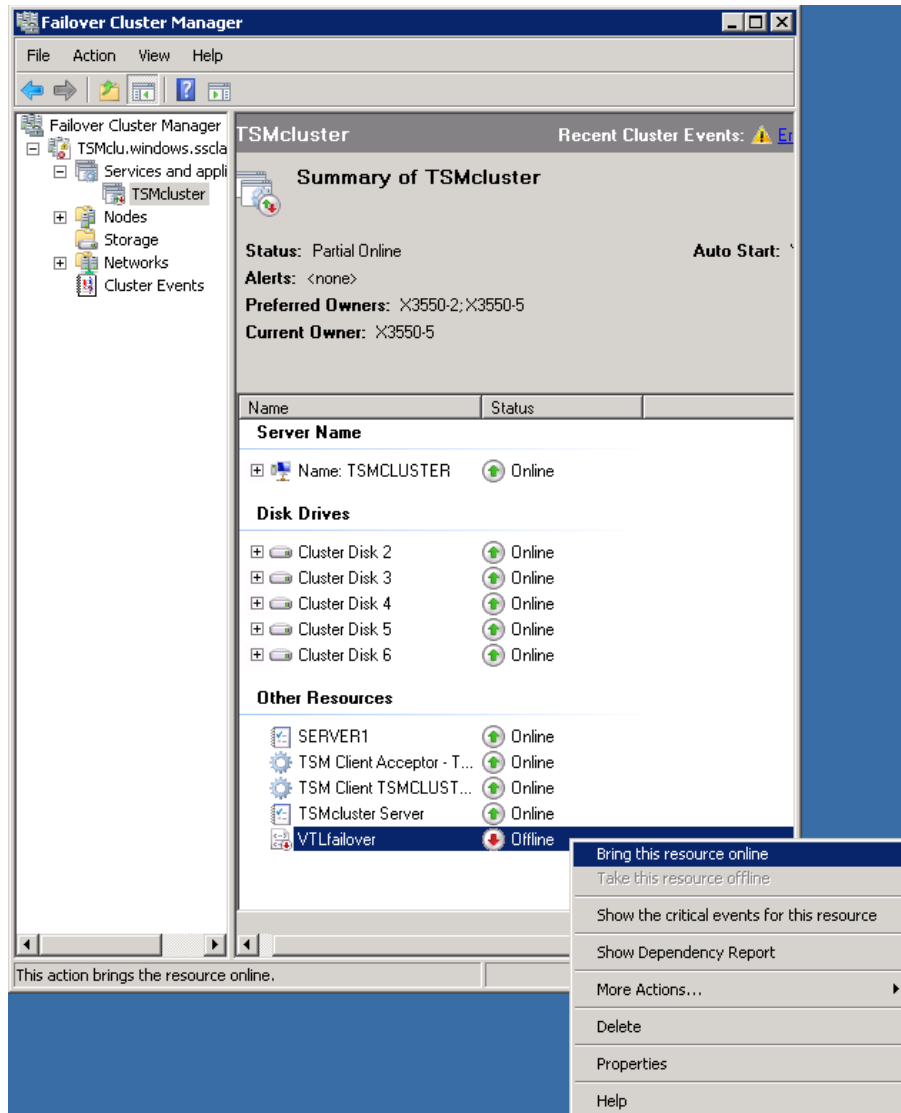 Failover Cluster Manager
File Action View Help
Failover Cluster Manager
TSMclu.windows.sscla
Services and appli
TSMcluster
Nodes
Storage
Networks
Cluster Events
TSMcluster Recent Cluster Events: Er
Summary of TSMcluster
Status: Partial Online Auto Start:
Alerts: <none>
Preferred Owners: X3550-2; X3550-5
Current Owner: X3550-5
Name Status
Server Name
Name: TSMCLUSTER Online
Disk Drives
Cluster Disk 2 Online
Cluster Disk 3 Online
Cluster Disk 4 Online
Cluster Disk 5 Online
Cluster Disk 6 Online
Other Resources
SERVER1 Online
TSM Client Acceptor - T... Online
TSM Client TSMCLUST... Online
TSMcluster Server Online
VTLfailover Offline
Bring this resource online
Take this resource offline
Show the critical events for this resource
Show Dependency Report
More Actions...
Delete
Properties
Help
This action brings the resource online.